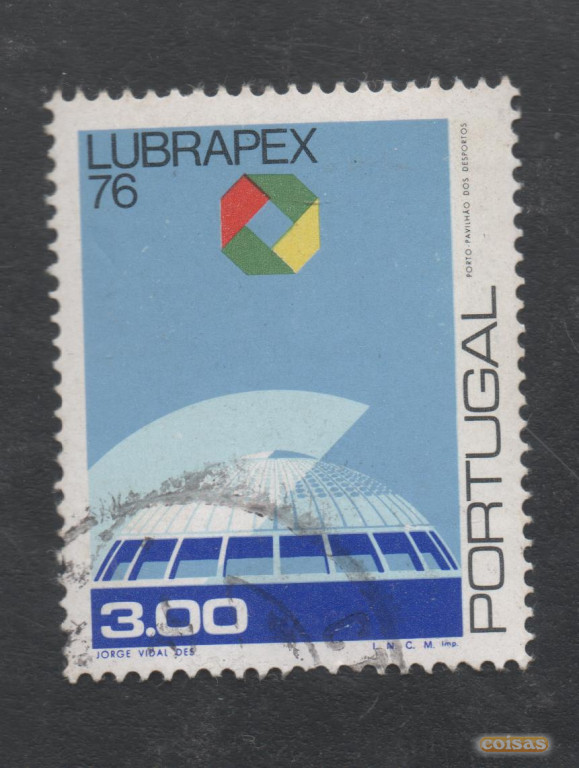 LUBRAPEX
76
PORTO-PAVILHÃO DOS DESPORTOS
PORTUGAL
3.00
JORGE VIDAL DES.
I. N. C. M. imp.
coisas